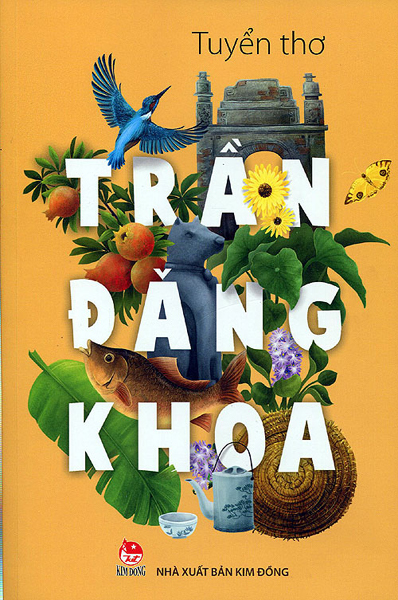 Tuyển thơ
TRẦN
ĐĂNG
KHOA
KIM ĐỒNG
NHÀ XUẤT BẢN KIM ĐỒNG